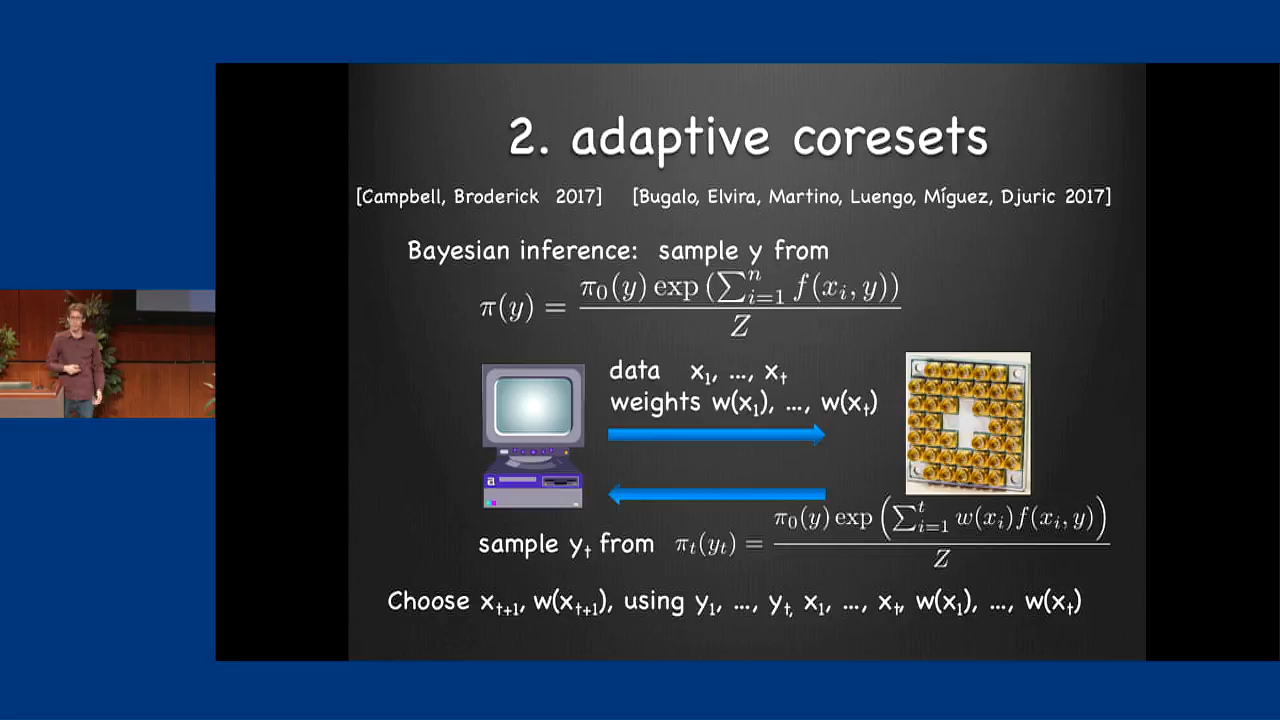 2. adaptive coresets
[Campbell, Broderick 2017] [Bugalo, Elvira, Martino, Luengo, Míguez, Djuric 2017]
Bayesian inference: sample y from
π(y) = π₀(y) exp (∑ⁿᵢ₌₁ f(xᵢ, y)) / Z
data x₁, ..., xₜ
weights w(x₁), ..., w(xₜ)
a
sample yₜ from πₜ(yₜ) = π₀(y) exp (∑ᵗᵢ₌₁ w(xᵢ)f(xᵢ, y)) / Z
Choose xₜ₊₁, w(xₜ₊₁), using y₁, ..., yₜ, x₁, ..., xₜ, w(x₁), ..., w(xₜ)